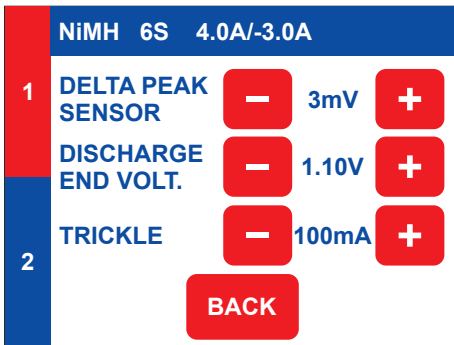 NiMH 6S 4.0A/-3.0A
1
DELTA PEAK
SENSOR
− 3mV +
DISCHARGE
END VOLT.
− 1.10V +
2
TRICKLE
− 100mA +
BACK